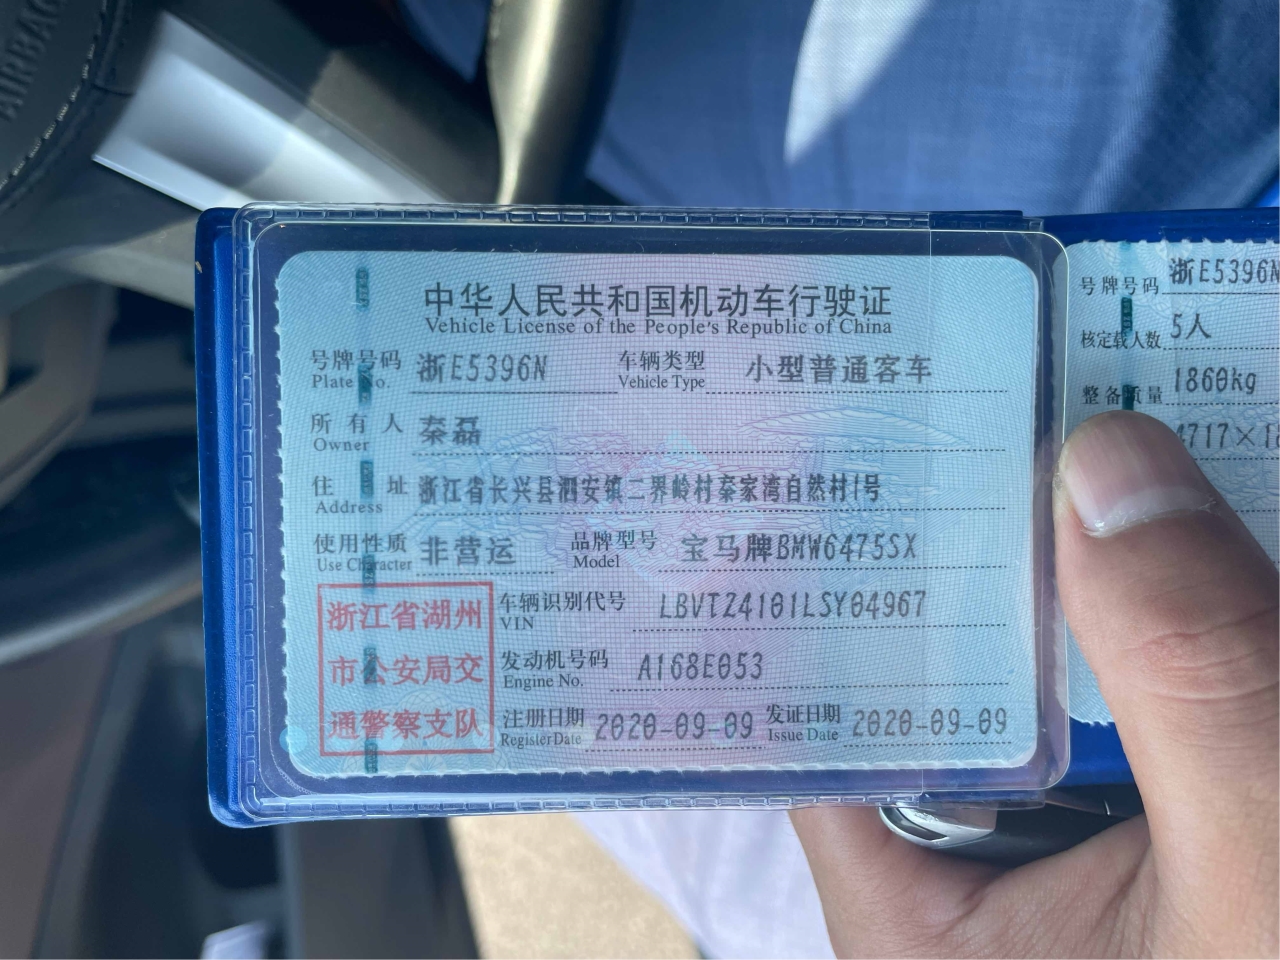 AIRBAG
中华人民共和国机动车行驶证
Vehicle License of the People's Republic of China
号牌号码 浙E5396N 车辆类型 小型普通客车
Plate No. Vehicle Type
所有人 秦磊
Owner
住址 浙江省长兴县泗安镇二界岭村秦家湾自然村1号
Address
使用性质 非营运 品牌型号 宝马牌BMW6475SX
Use Character Model
浙江省湖州
市公安局交
通警察支队
车辆识别代号 LBVTZ4101LSY04967
VIN
发动机号码 A168E053
Engine No.
注册日期 2020-09-09 发证日期 2020-09-09
Register Date Issue Date
号牌号码 浙E5396N
核定载人数 5人
整备质量 1860kg
4717×1